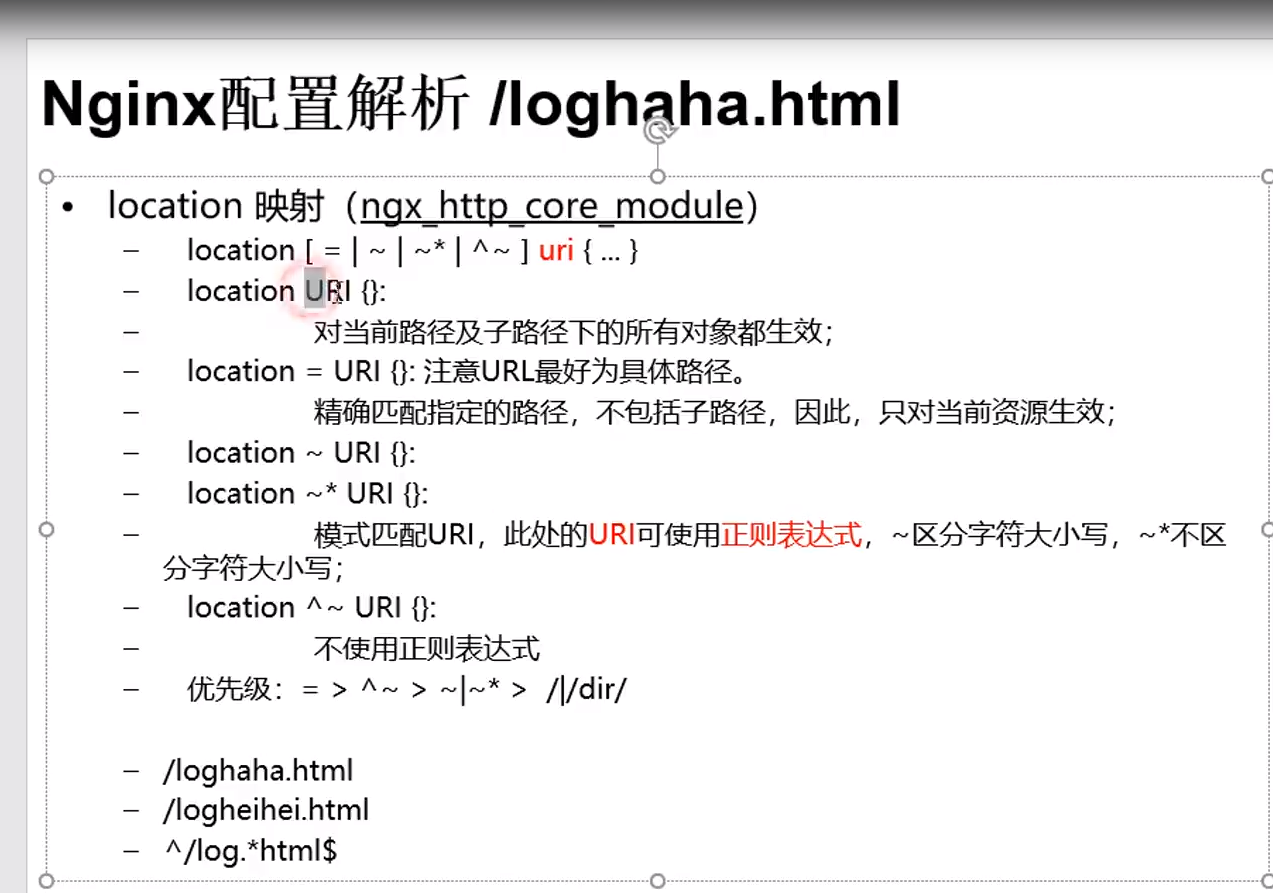 Nginx配置解析 /loghaha.html
• location 映射（ngx_http_core_module）
– location [ = | ~ | ~* | ^~ ] uri { ... }
– location URI {}:
– 对当前路径及子路径下的所有对象都生效；
– location = URI {}: 注意URL最好为具体路径。
– 精确匹配指定的路径，不包括子路径，因此，只对当前资源生效；
– location ~ URI {}:
– location ~* URI {}:
– 模式匹配URI，此处的URI可使用正则表达式，~区分字符大小写，~*不区
分字符大小写；
– location ^~ URI {}:
– 不使用正则表达式
– 优先级：= > ^~ > ~|~* > /|/dir/
– /loghaha.html
– /logheihei.html
– ^/log.*html$